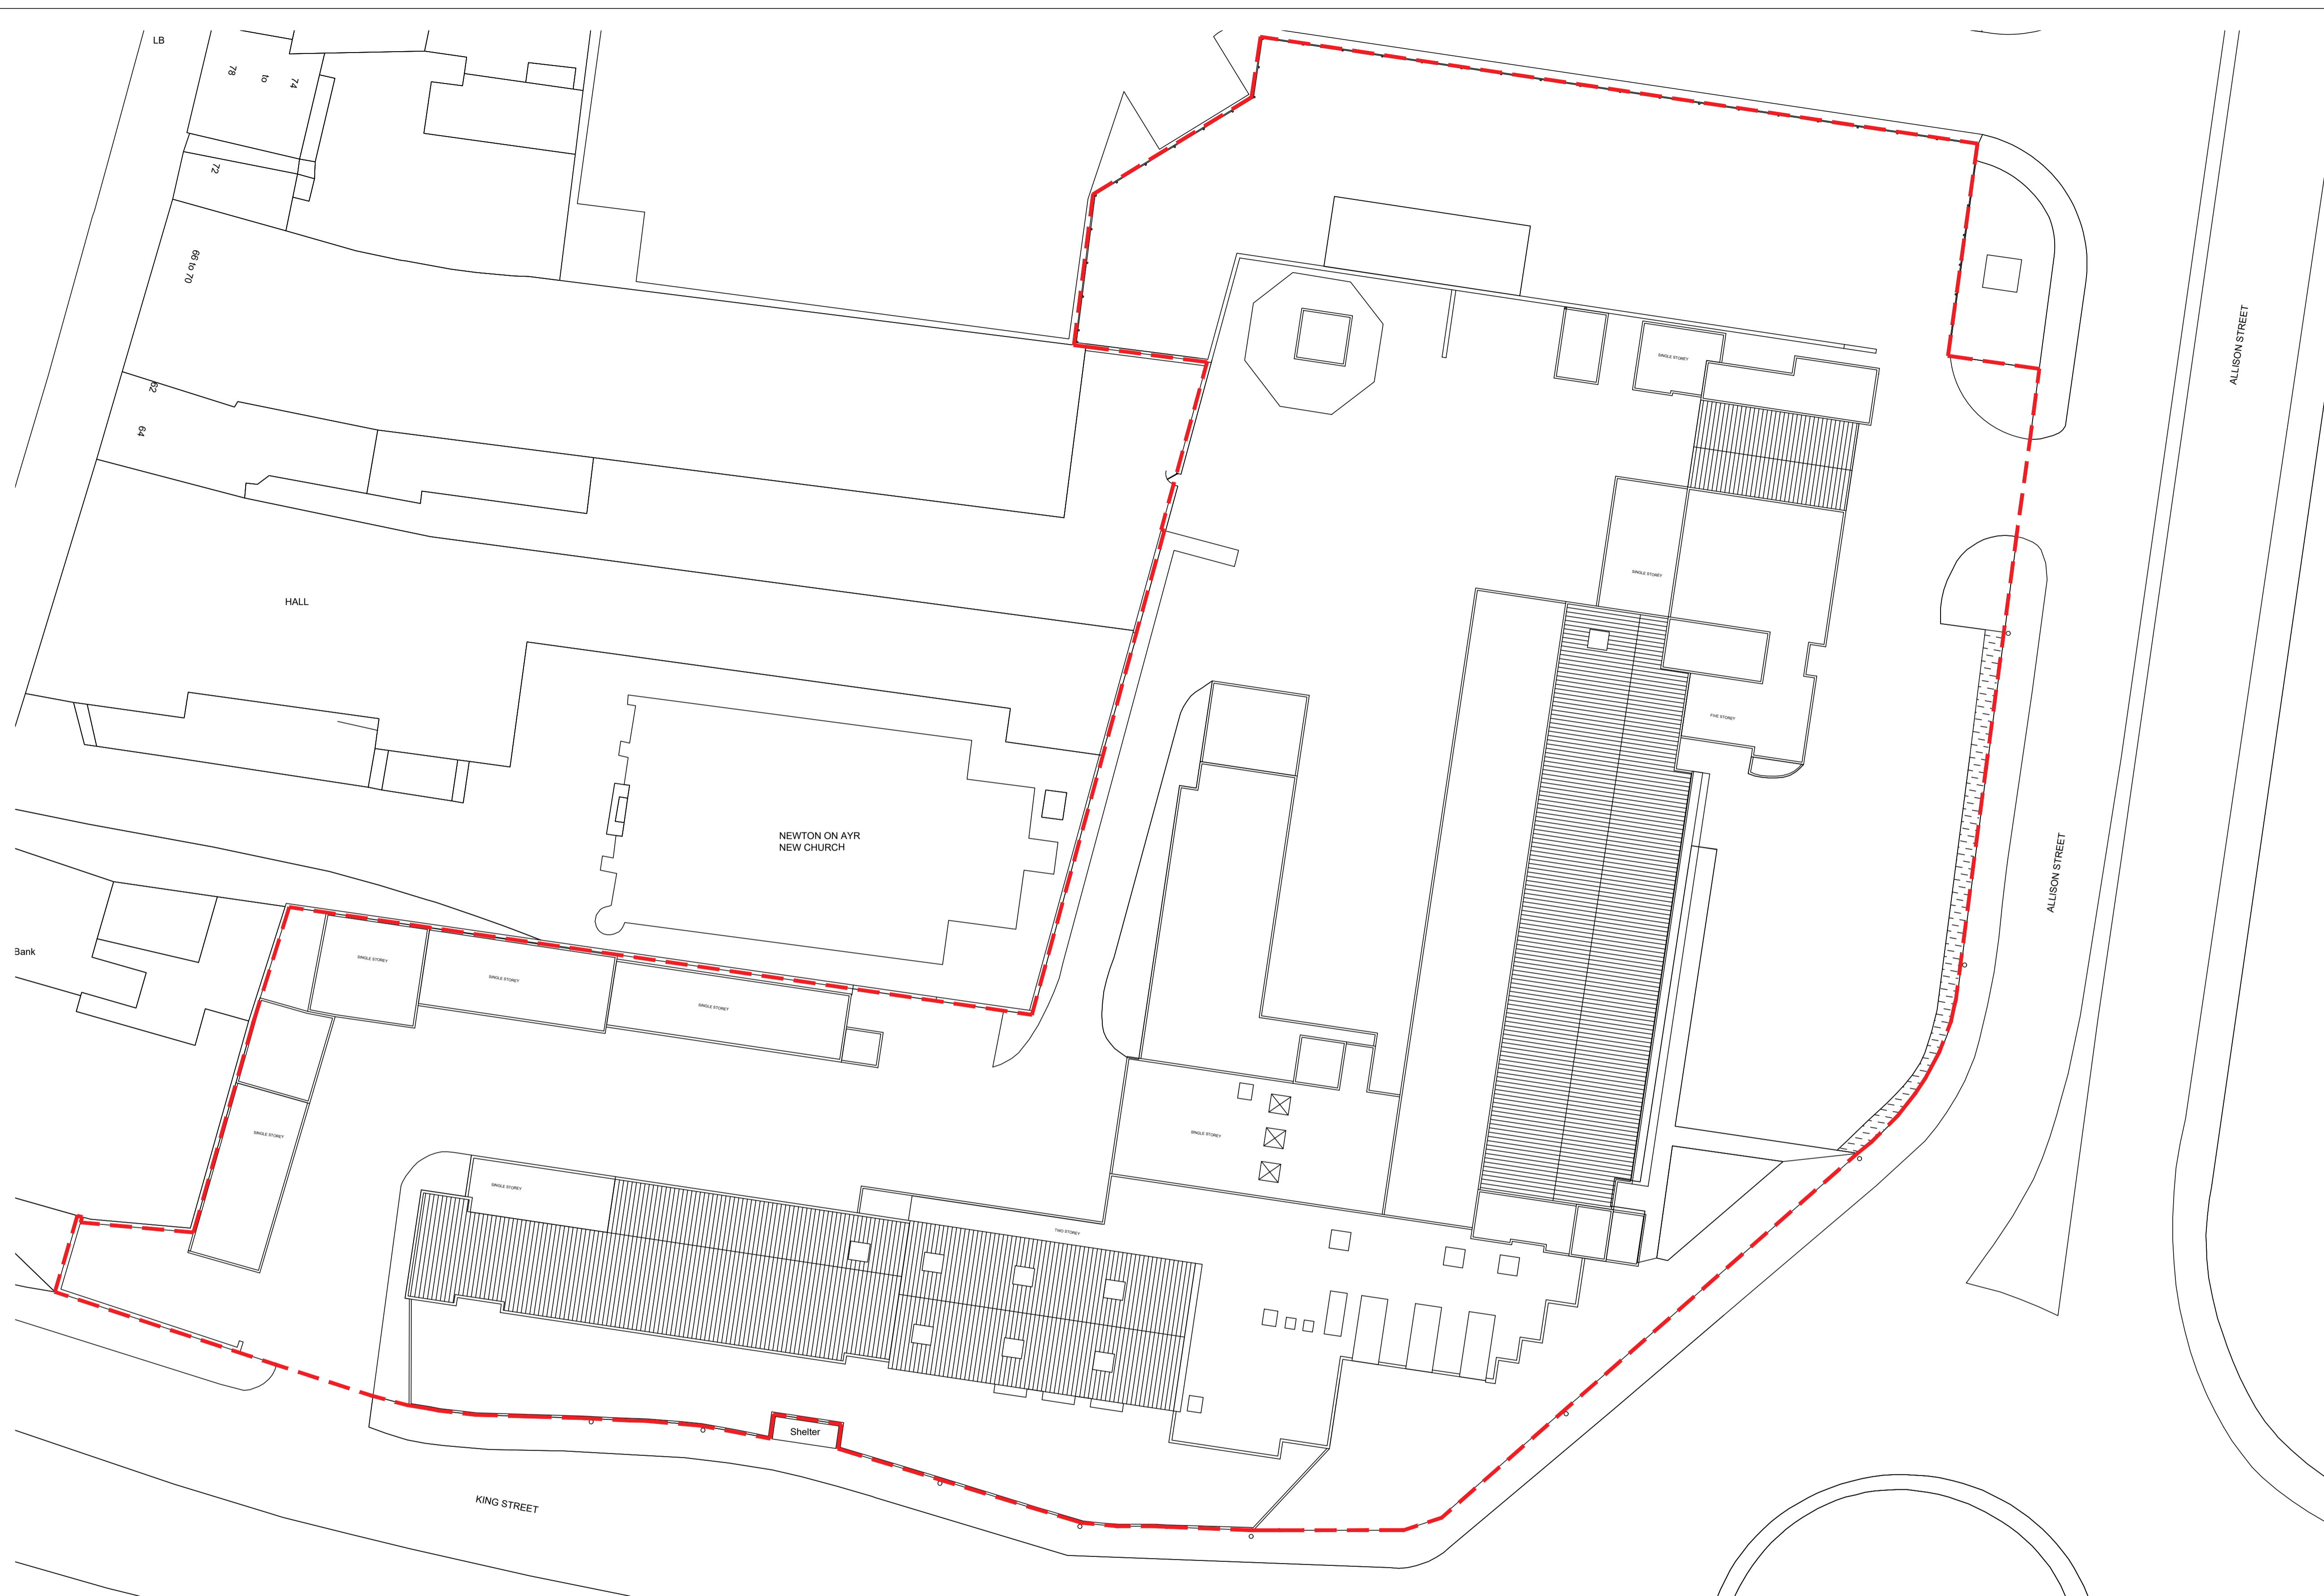 LB
78
to
74
72
66 to 70
62
64
HALL
NEWTON ON AYR
NEW CHURCH
Bank
SINGLE STOREY
SINGLE STOREY
SINGLE STOREY
SINGLE STOREY
SINGLE STOREY
SINGLE STOREY
TWO STOREY
SINGLE STOREY
SINGLE STOREY
FIVE STOREY
ALLISON STREET
ALLISON STREET
Shelter
KING STREET